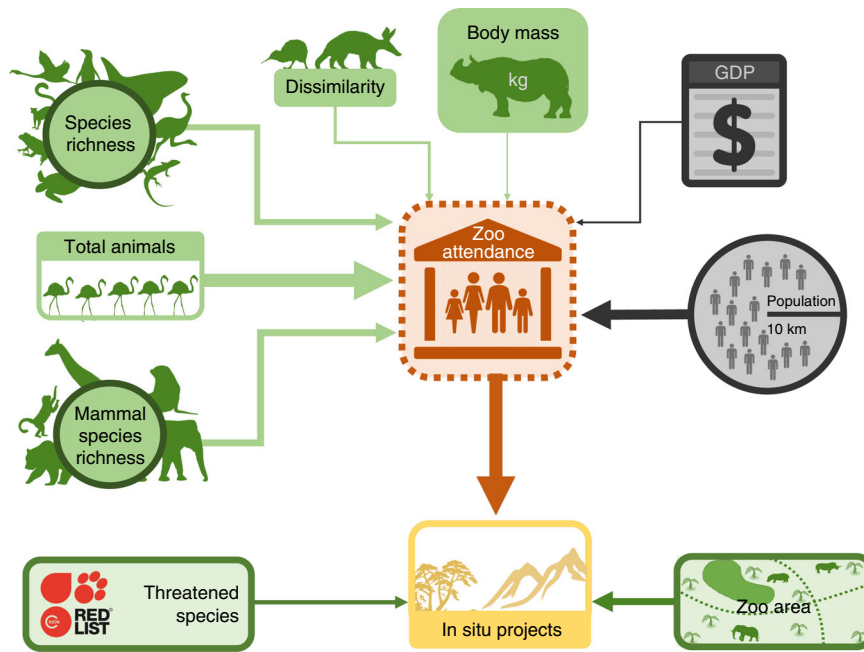 Species
richness
Dissimilarity
Body mass
kg
GDP
$
Total animals
Zoo
attendance
Population
10 km
Mammal
species
richness
Threatened
species
IUCN
RED
LIST
In situ projects
Zoo area